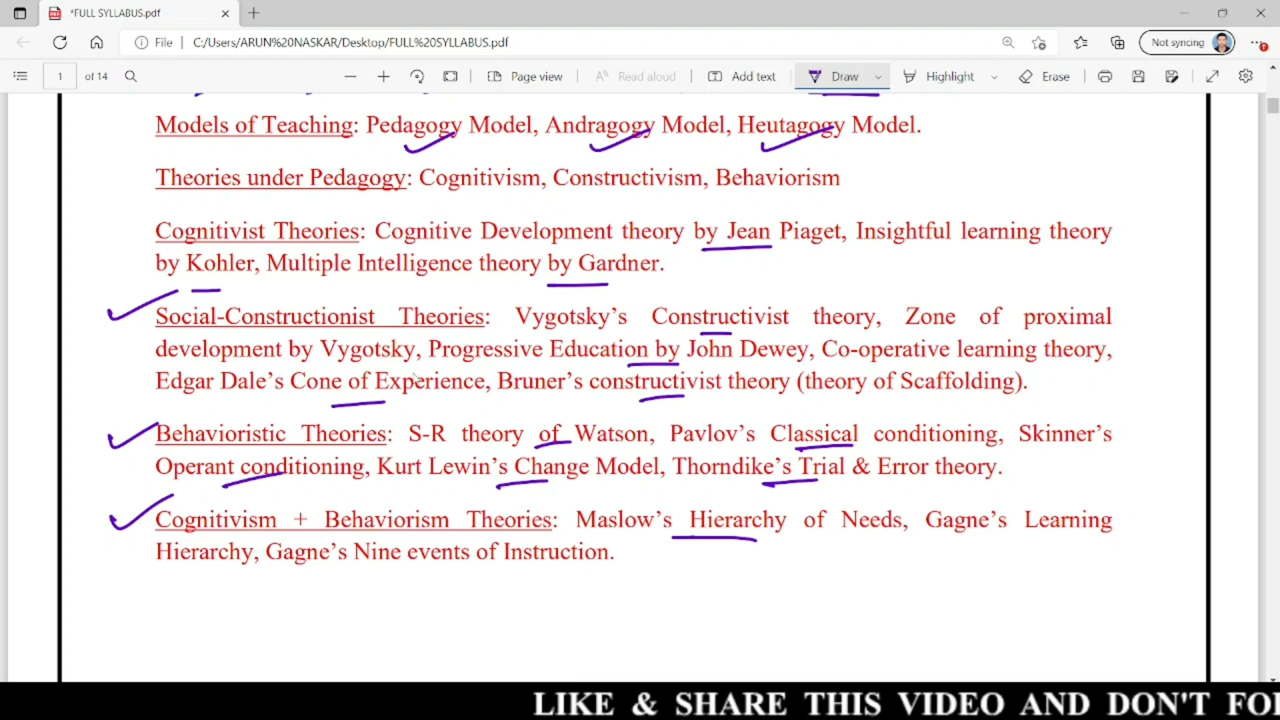 *FULL SYLLABUS.pdf
File C:/Users/ARUN%20NASKAR/Desktop/FULL%20SYLLABUS.pdf Not syncing
1 of 14 Page view Read aloud Add text Draw Highlight Erase
Models of Teaching: Pedagogy Model, Andragogy Model, Heutagogy Model.
Theories under Pedagogy: Cognitivism, Constructivism, Behaviorism
Cognitivist Theories: Cognitive Development theory by Jean Piaget, Insightful learning theory
by Kohler, Multiple Intelligence theory by Gardner.
Social-Constructionist Theories: Vygotsky’s Constructivist theory, Zone of proximal
development by Vygotsky, Progressive Education by John Dewey, Co-operative learning theory,
Edgar Dale’s Cone of Experience, Bruner’s constructivist theory (theory of Scaffolding).
Behavioristic Theories: S-R theory of Watson, Pavlov’s Classical conditioning, Skinner’s
Operant conditioning, Kurt Lewin’s Change Model, Thorndike’s Trial & Error theory.
Cognitivism + Behaviorism Theories: Maslow’s Hierarchy of Needs, Gagne’s Learning
Hierarchy, Gagne’s Nine events of Instruction.
LIKE & SHARE THIS VIDEO AND DON'T